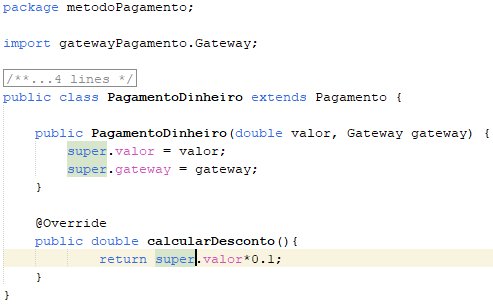 package metodoPagamento;
import gatewayPagamento.Gateway;
/**...4 lines */
public class PagamentoDinheiro extends Pagamento {
public PagamentoDinheiro(double valor, Gateway gateway) {
super.valor = valor;
super.gateway = gateway;
}
@Override
public double calcularDesconto(){
return super.valor*0.1;
}
}